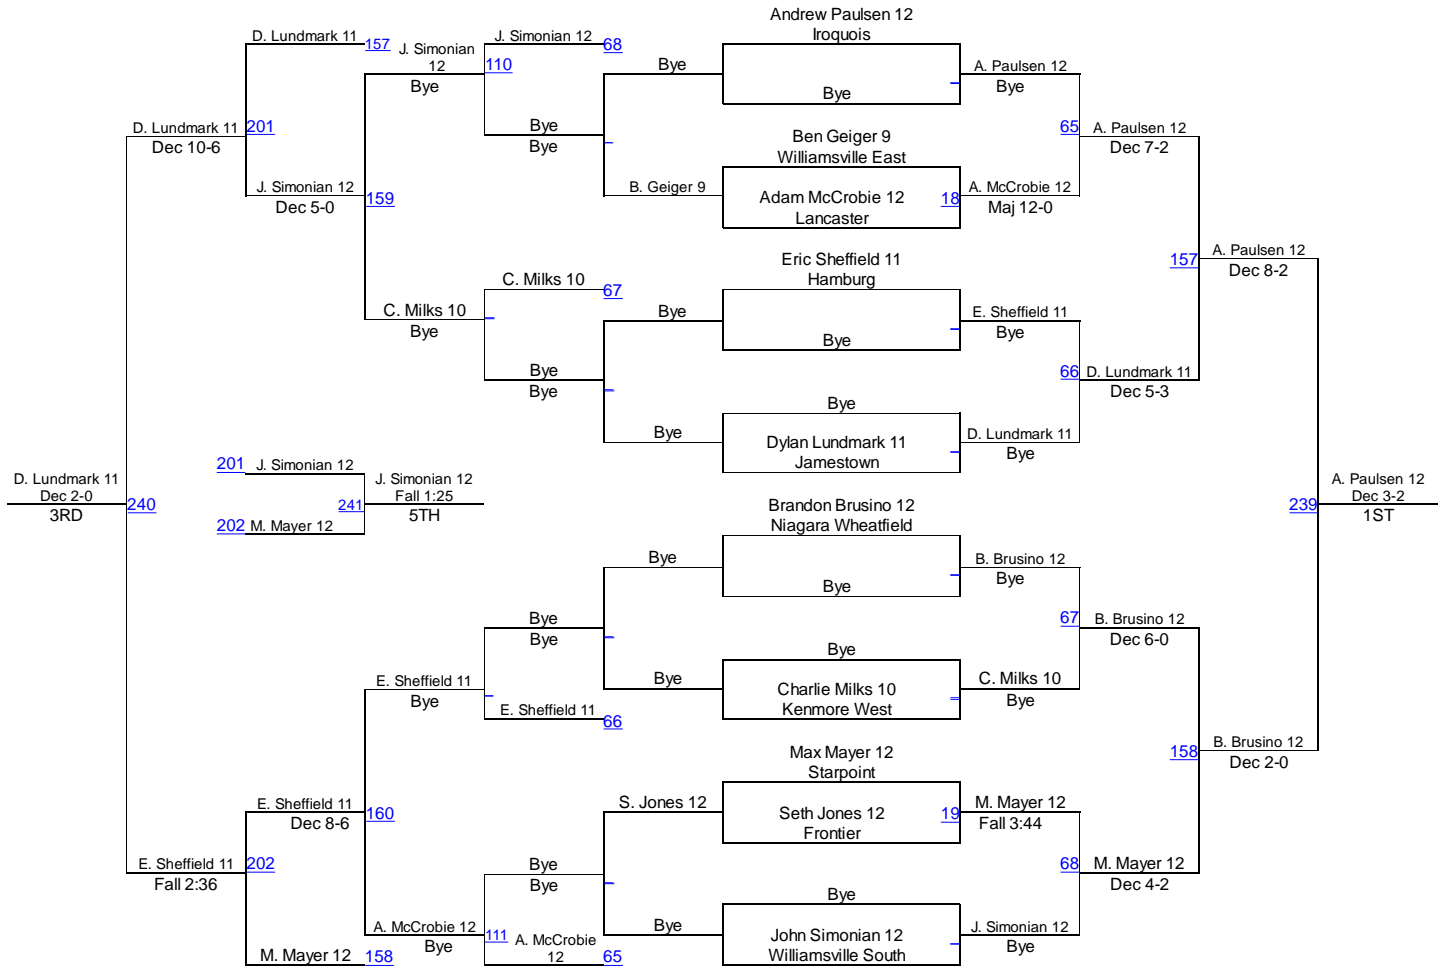 Andrew Paulsen 12
Iroquois
D. Lundmark 11
157
J. Simonian
12
Bye
J. Simonian 12
68
110
Bye
Bye
A. Paulsen 12
Bye
D. Lundmark 11
Dec 10-6
201
Bye
Bye
Ben Geiger 9
Williamsville East
65
A. Paulsen 12
Dec 7-2
J. Simonian 12
Dec 5-0
159
B. Geiger 9
Adam McCrobie 12
Lancaster
18
A. McCrobie 12
Maj 12-0
Eric Sheffield 11
Hamburg
157
A. Paulsen 12
Dec 8-2
C. Milks 10
67
C. Milks 10
Bye
Bye
Bye
E. Sheffield 11
Bye
Bye
Bye
66
D. Lundmark 11
Dec 5-3
Bye
Bye
Dylan Lundmark 11
Jamestown
D. Lundmark 11
Bye
D. Lundmark 11
Dec 2-0
3RD
240
201
J. Simonian 12
202
M. Mayer 12
241
J. Simonian 12
Fall 1:25
5TH
Brandon Brusino 12
Niagara Wheatfield
239
A. Paulsen 12
Dec 3-2
1ST
Bye
Bye
B. Brusino 12
Bye
Bye
Bye
67
B. Brusino 12
Dec 6-0
Bye
E. Sheffield 11
Bye
Bye
Charlie Milks 10
Kenmore West
C. Milks 10
Bye
E. Sheffield 11
66
Max Mayer 12
Starpoint
158
B. Brusino 12
Dec 2-0
E. Sheffield 11
Dec 8-6
160
S. Jones 12
Seth Jones 12
Frontier
19
M. Mayer 12
Fall 3:44
E. Sheffield 11
Fall 2:36
202
Bye
Bye
68
M. Mayer 12
Dec 4-2
Bye
A. McCrobie 12
Bye
111
A. McCrobie
12
65
Bye
John Simonian 12
Williamsville South
J. Simonian 12
Bye
M. Mayer 12
158